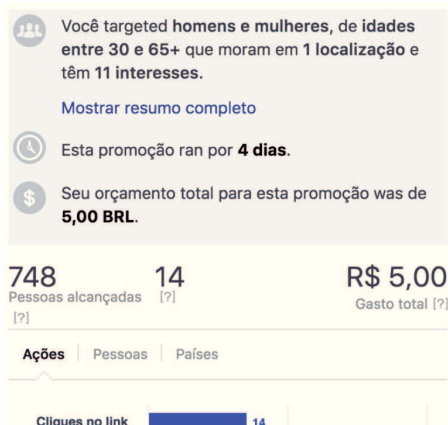 Você targeted homens e mulheres, de idades
entre 30 e 65+ que moram em 1 localização e
têm 11 interesses.
Mostrar resumo completo
Esta promoção ran por 4 dias.
Seu orçamento total para esta promoção was de
5,00 BRL.
748 14 R$ 5,00
Pessoas alcançadas [?] Gasto total [?]
[?]
Ações Pessoas Países
Cliques no link 14